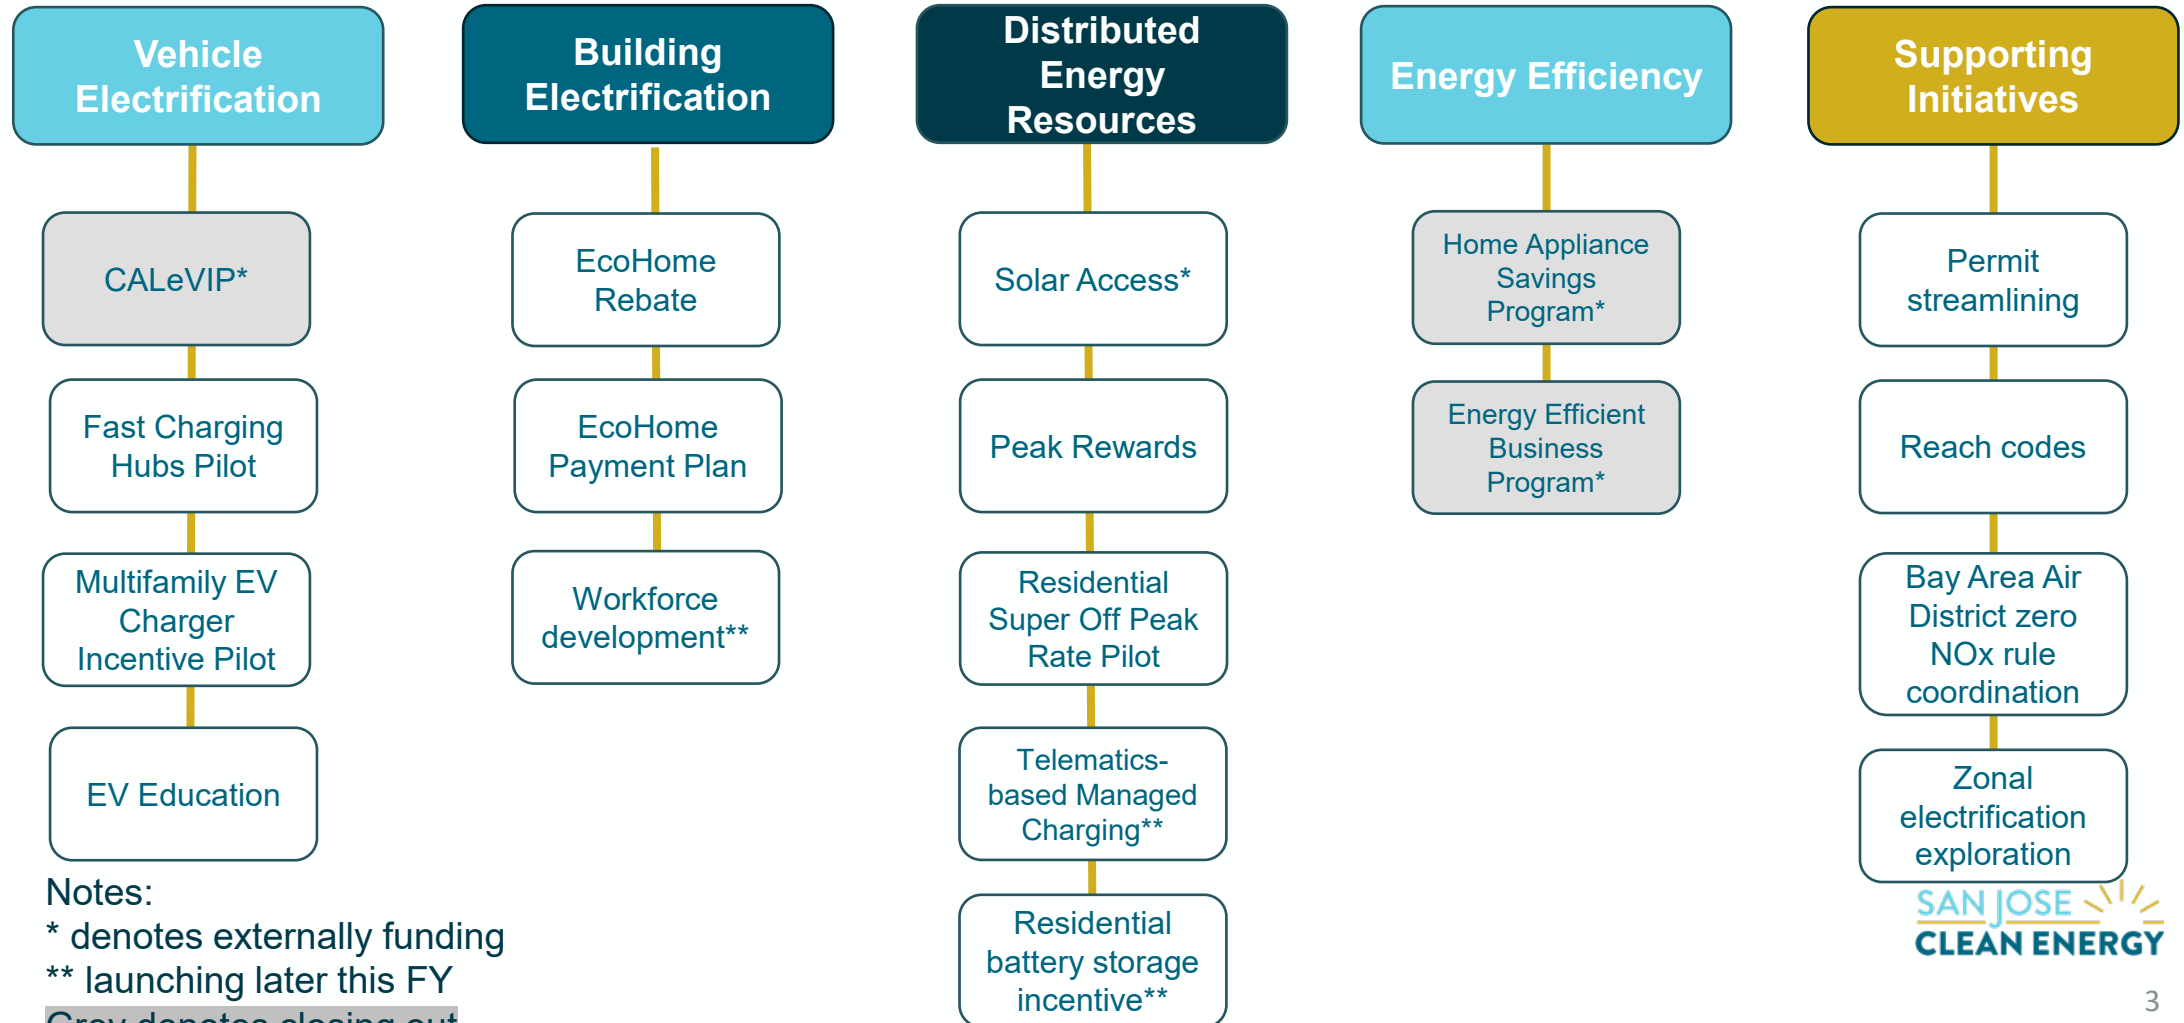 Vehicle
Electrification
CALeVIP*
Fast Charging
Hubs Pilot
Multifamily EV
Charger
Incentive Pilot
EV Education
Building
Electrification
EcoHome
Rebate
EcoHome
Payment Plan
Workforce
development**
Distributed
Energy
Resources
Solar Access*
Peak Rewards
Residential
Super Off Peak
Rate Pilot
Telematics-
based Managed
Charging**
Residential
battery storage
incentive**
Energy Efficiency
Home Appliance
Savings
Program*
Energy Efficient
Business
Program*
Supporting
Initiatives
Permit
streamlining
Reach codes
Bay Area Air
District zero
NOx rule
coordination
Zonal
electrification
exploration
Notes:
* denotes externally funding
** launching later this FY
Gray denotes closing out
SAN JOSE
CLEAN ENERGY
3